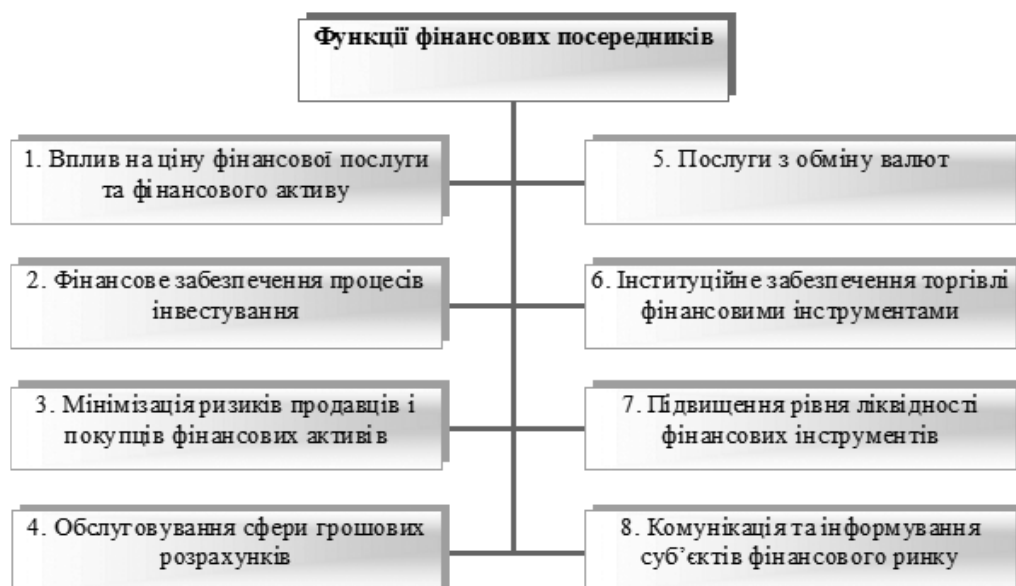 Функції фінансових посередників
1. Вплив на ціну фінансової послуги
та фінансового активу
2. Фінансове забезпечення процесів
інвестування
3. Мінімізація ризиків продавців і
покупців фінансових активів
4. Обслуговування сфери грошових
розрахунків
5. Послуги з обміну валют
6. Інституційне забезпечення торгівлі
фінансовими інструментами
7. Підвищення рівня ліквідності
фінансових інструментів
8. Комунікація та інформування
суб’єктів фінансового ринку